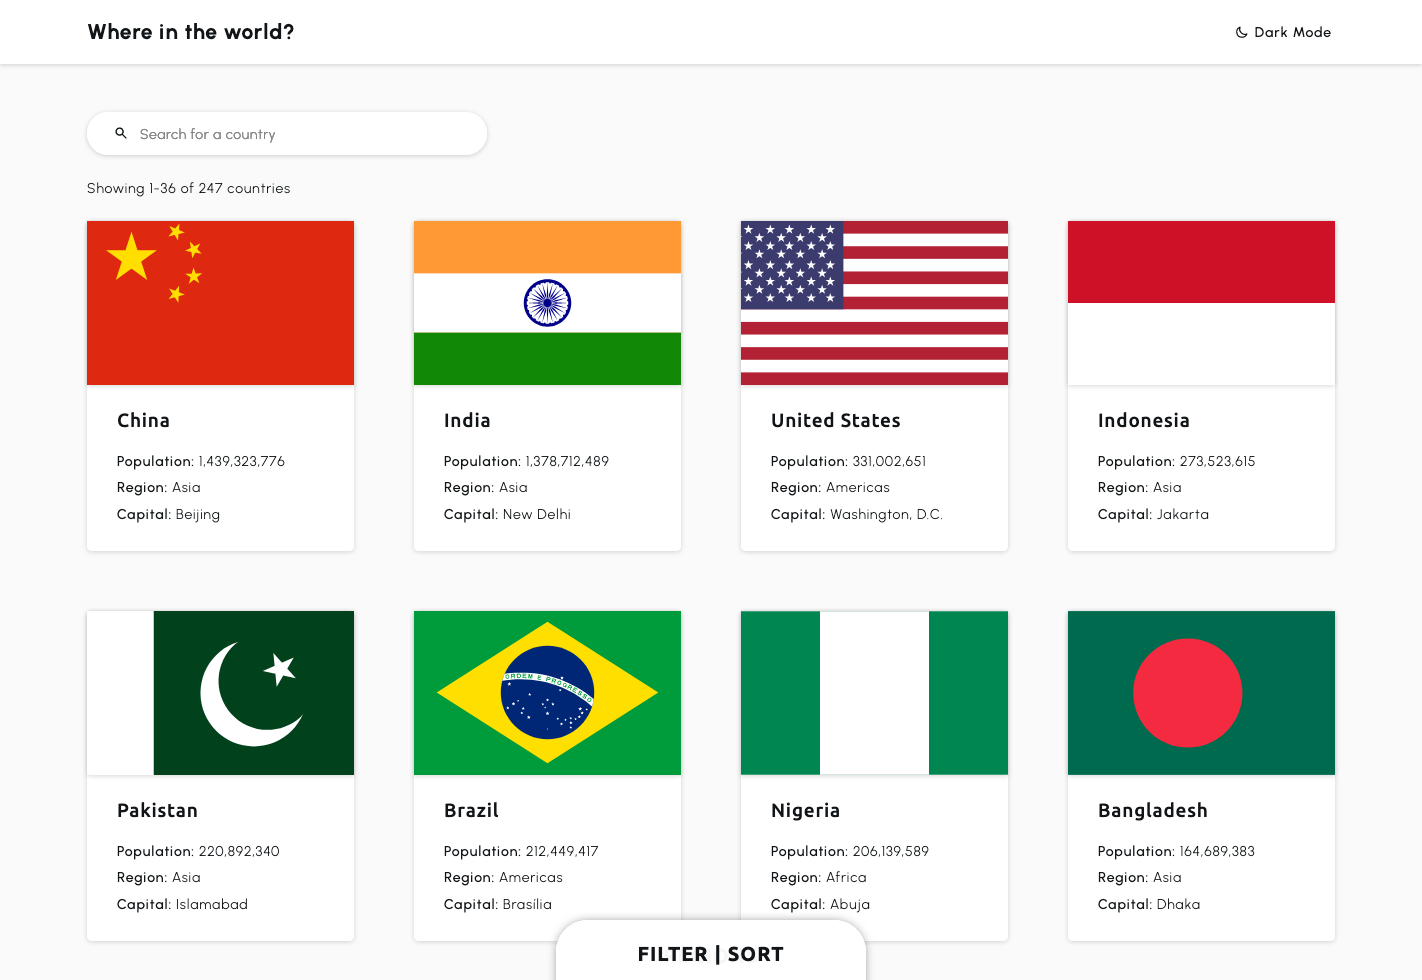 Where in the world?
Dark Mode
Search for a country
Showing 1-36 of 247 countries
China
Population: 1,439,323,776
Region: Asia
Capital: Beijing
India
Population: 1,378,712,489
Region: Asia
Capital: New Delhi
United States
Population: 331,002,651
Region: Americas
Capital: Washington, D.C.
Indonesia
Population: 273,523,615
Region: Asia
Capital: Jakarta
Pakistan
Population: 220,892,340
Region: Asia
Capital: Islamabad
ORDEM E PROGRESSO
Brazil
Population: 212,449,417
Region: Americas
Capital: Brasília
Nigeria
Population: 206,139,589
Region: Africa
Capital: Abuja
Bangladesh
Population: 164,689,383
Region: Asia
Capital: Dhaka
FILTER | SORT